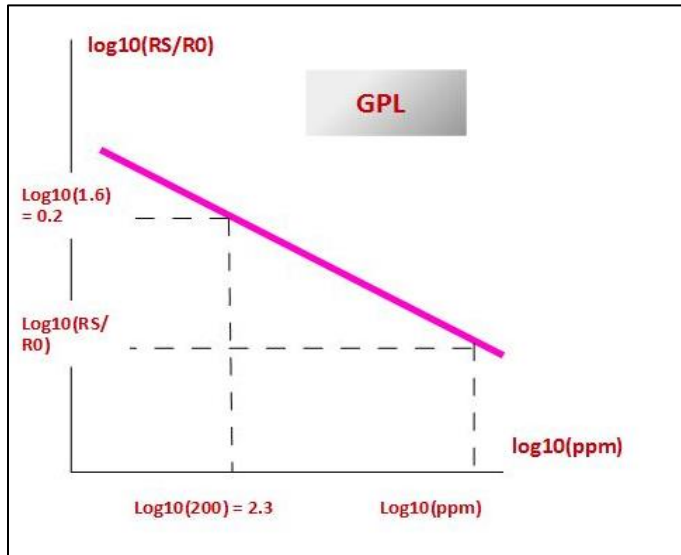 log10(RS/R0)
GPL
Log10(1.6)
= 0.2
Log10(RS/
R0)
log10(ppm)
Log10(200) = 2.3
Log10(ppm)